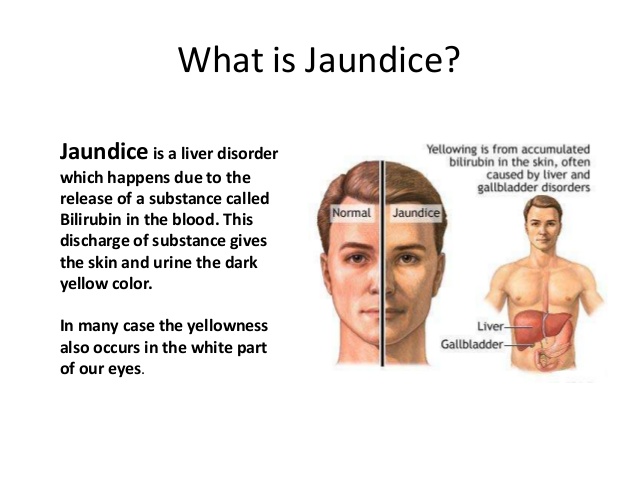 What is Jaundice?
Jaundice is a liver disorder
which happens due to the
release of a substance called
Bilirubin in the blood. This
discharge of substance gives
the skin and urine the dark
yellow color.
In many case the yellowness
also occurs in the white part
of our eyes.
Yellowing is from accumulated
bilirubin in the skin, often
caused by liver and
gallbladder disorders
Normal
Jaundice
Liver
Gallbladder